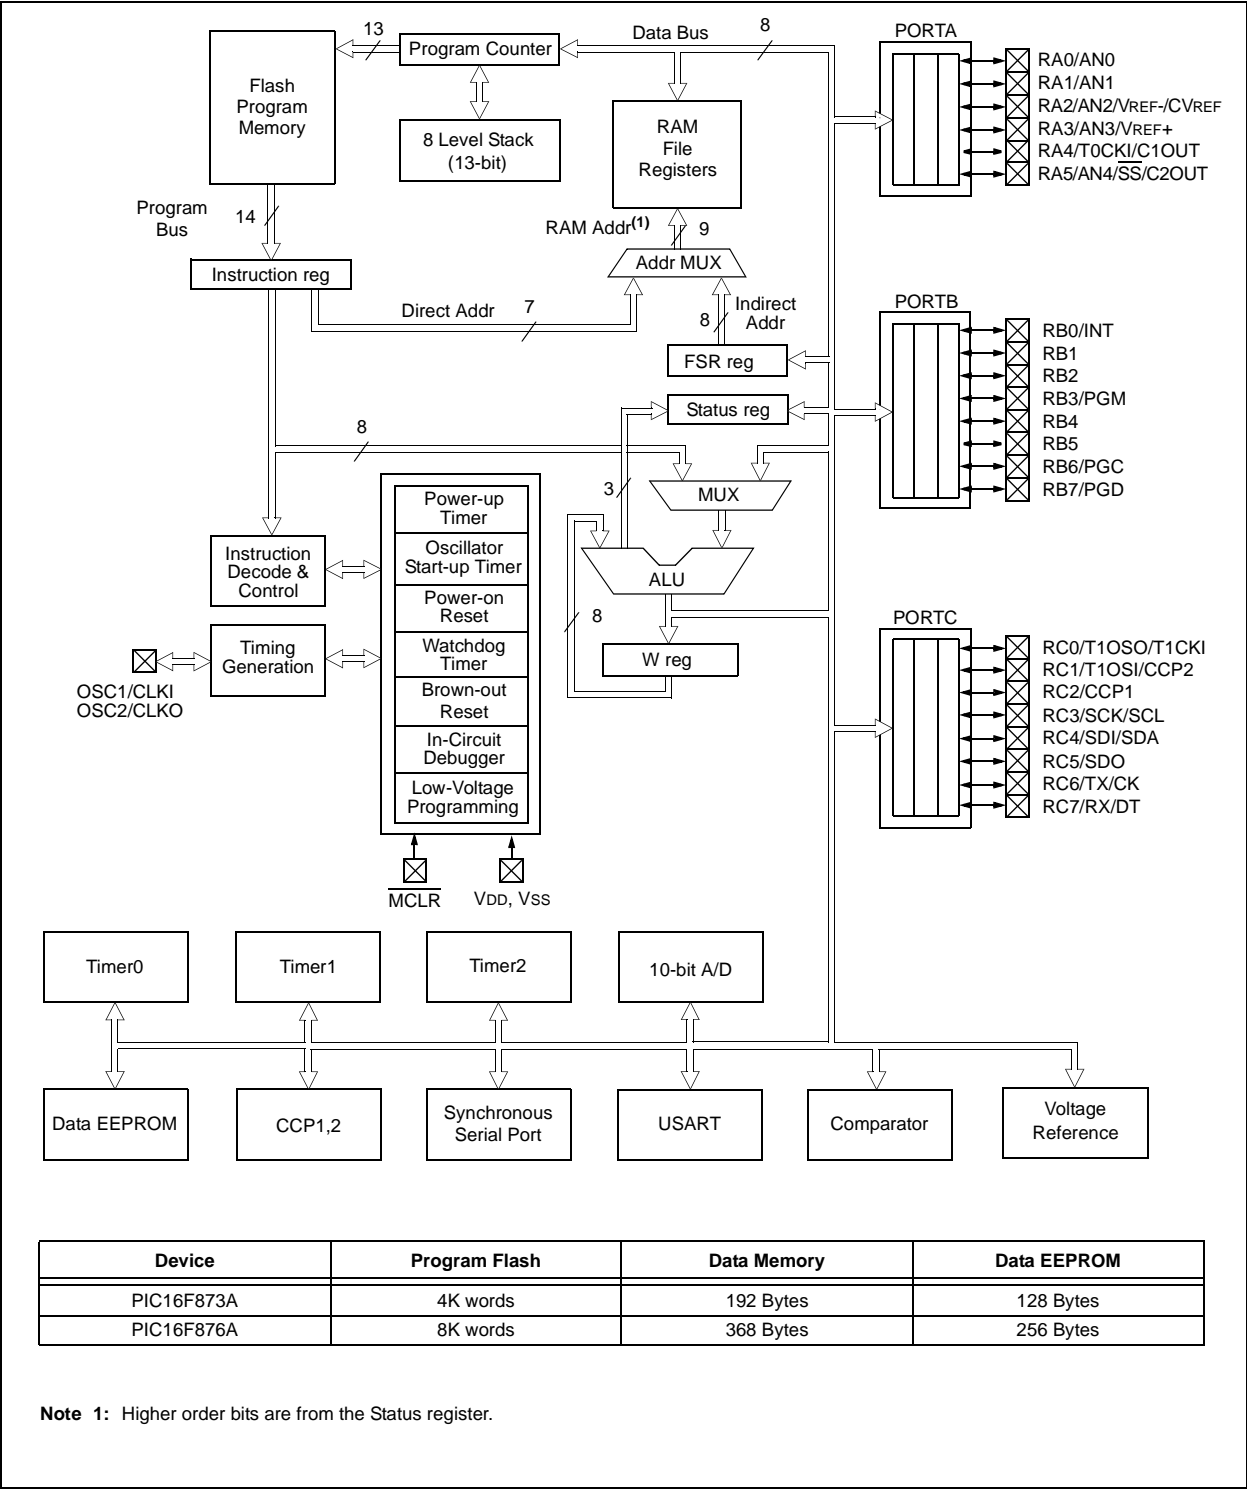 13
Program Counter
Data Bus
8
PORTA
Flash
Program
Memory
8 Level Stack
(13-bit)
RAM
File
Registers
RA0/AN0
RA1/AN1
RA2/AN2/VREF-/CVREF
RA3/AN3/VREF+
RA4/T0CKI/C1OUT
RA5/AN4/SS/C2OUT
Program
Bus
14
RAM Addr(1)
9
Addr MUX
Instruction reg
Direct Addr
7
8
Indirect
Addr
FSR reg
Status reg
PORTB
RB0/INT
RB1
RB2
RB3/PGM
RB4
RB5
RB6/PGC
RB7/PGD
8
3
MUX
ALU
8
W reg
Power-up
Timer
Oscillator
Start-up Timer
Power-on
Reset
Watchdog
Timer
Brown-out
Reset
In-Circuit
Debugger
Low-Voltage
Programming
Instruction
Decode &
Control
Timing
Generation
OSC1/CLKI
OSC2/CLKO
MCLR
VDD, VSS
PORTC
RC0/T1OSO/T1CKI
RC1/T1OSI/CCP2
RC2/CCP1
RC3/SCK/SCL
RC4/SDI/SDA
RC5/SDO
RC6/TX/CK
RC7/RX/DT
Timer0
Timer1
Timer2
10-bit A/D
Data EEPROM
CCP1,2
Synchronous
Serial Port
USART
Comparator
Voltage
Reference
Device Program Flash Data Memory Data EEPROM
PIC16F873A 4K words 192 Bytes 128 Bytes
PIC16F876A 8K words 368 Bytes 256 Bytes
Note 1: Higher order bits are from the Status register.